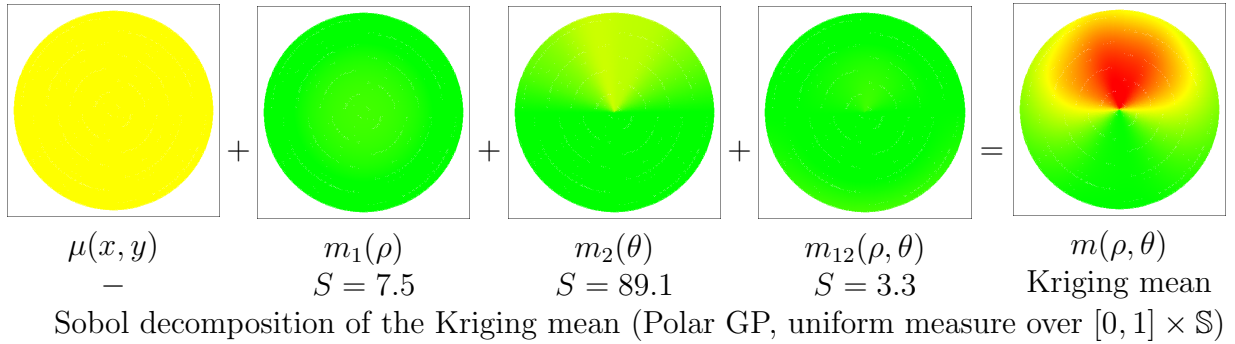 + + + =
μ(x, y) m₁(ρ) m₂(θ) m₁₂(ρ, θ) m(ρ, θ)
− S = 7.5 S = 89.1 S = 3.3 Kriging mean
Sobol decomposition of the Kriging mean (Polar GP, uniform measure over [0, 1] × 𝕊)